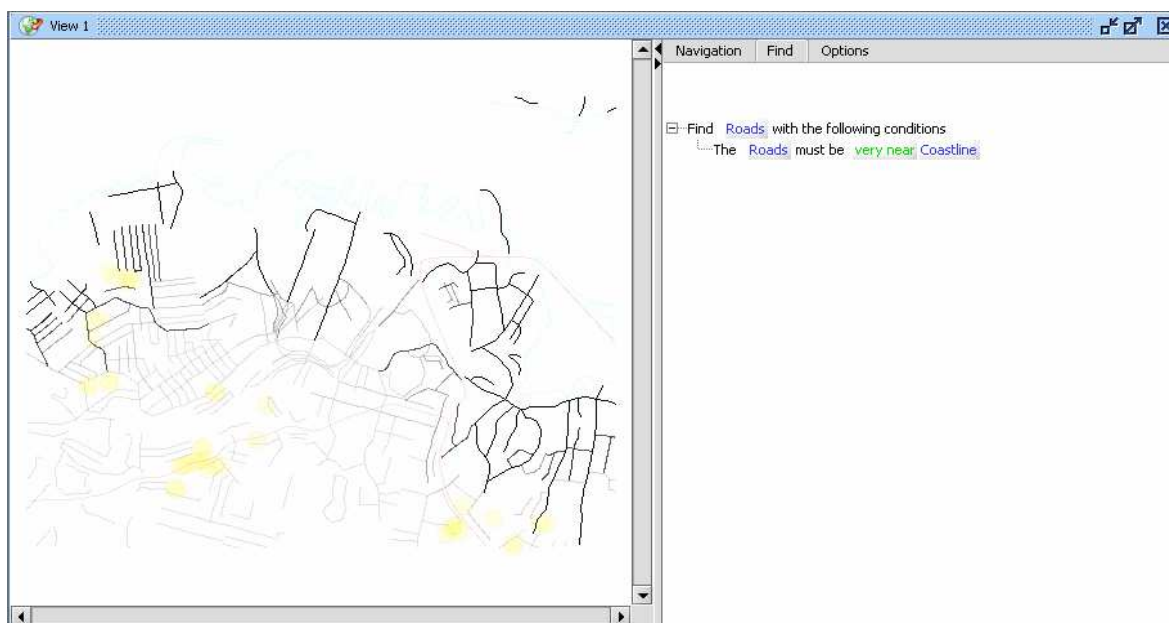 View 1
Navigation Find Options
Find Roads with the following conditions
The Roads must be very near Coastline